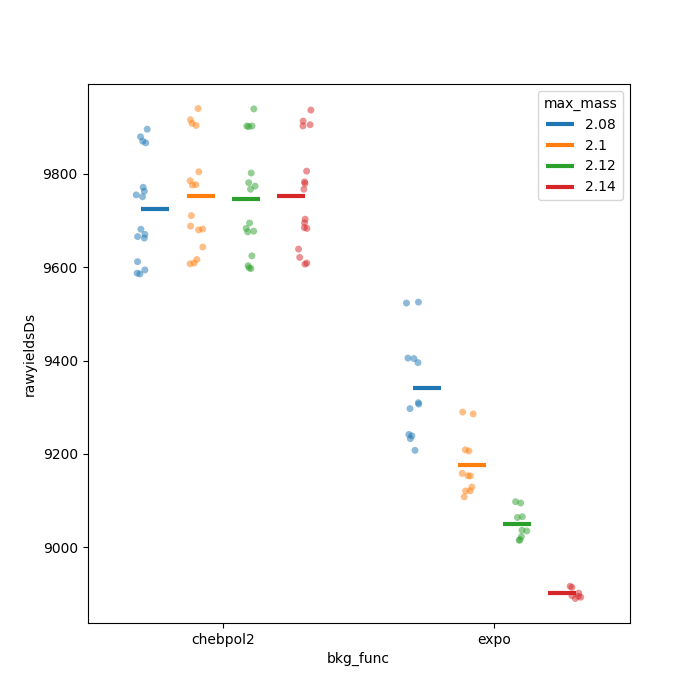 max_mass
2.08
2.1
2.12
2.14
9800
9600
9400
9200
9000
rawyieldsDs
chebpol2
expo
bkg_func